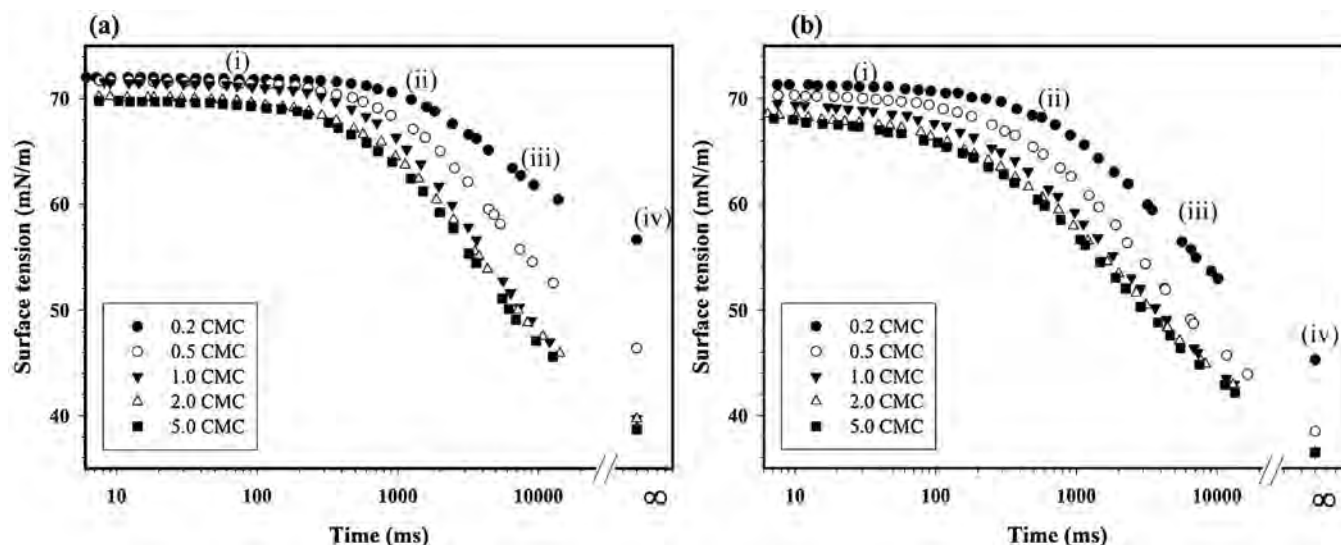 (a)
(i)
(ii)
(iii)
(iv)
70
60
50
40
Surface tension (mN/m)
0.2 CMC
0.5 CMC
1.0 CMC
2.0 CMC
5.0 CMC
10
100
1000
10000
∞
Time (ms)
(b)
(i)
(ii)
(iii)
(iv)
70
60
50
40
Surface tension (mN/m)
0.2 CMC
0.5 CMC
1.0 CMC
2.0 CMC
5.0 CMC
10
100
1000
10000
∞
Time (ms)